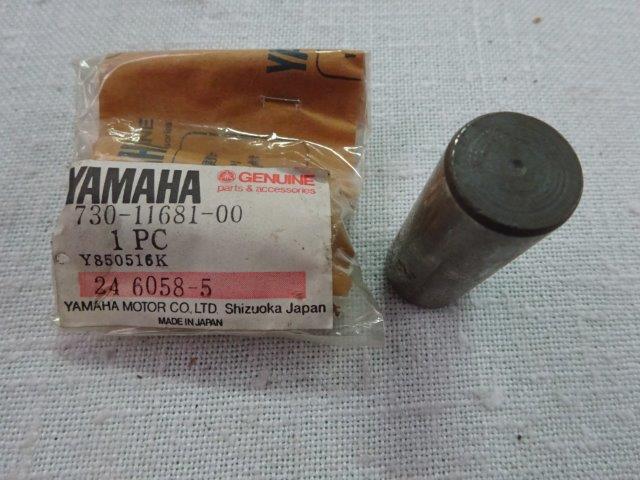 YAMAHA GENUINE
parts & accessories
730-11681-00
1 PC
Y850516K
24 6058-5
YAMAHA MOTOR CO., LTD. Shizuoka Japan
MADE IN JAPAN